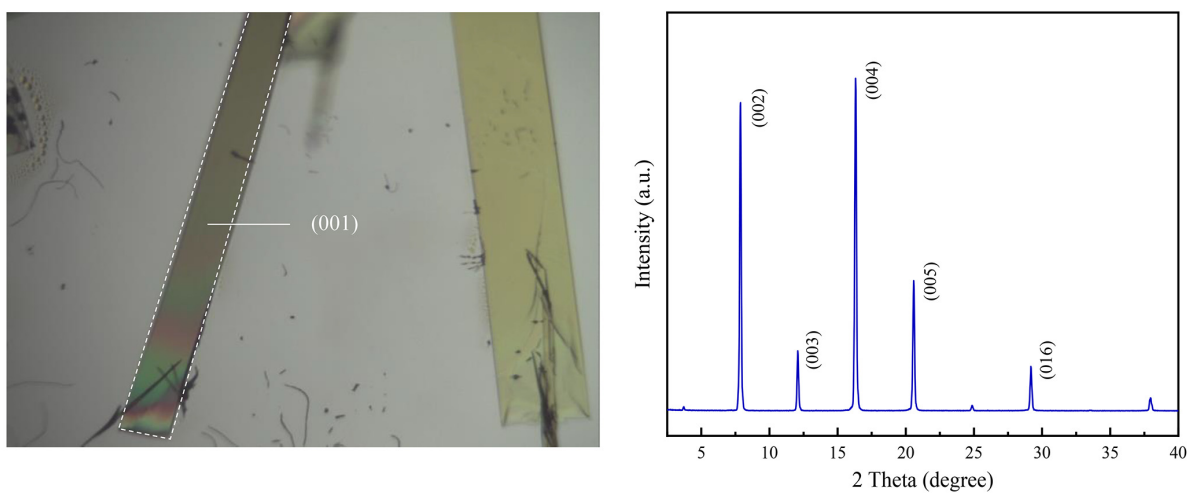 (001)
Intensity (a.u.)
(002)
(003)
(004)
(005)
(016)
5 10 15 20 25 30 35 40
2 Theta (degree)